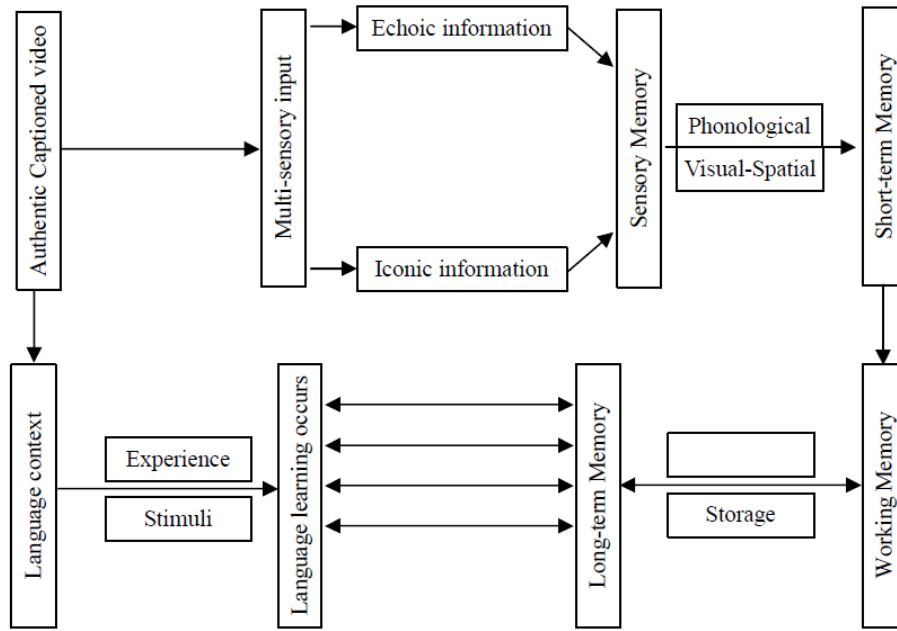 Authentic Captioned video
Multi-sensory input
Echoic information
Iconic information
Sensory Memory
Phonological
Visual-Spatial
Short-term Memory
Language context
Experience
Stimuli
Language learning occurs
Long-term Memory
Storage
Working Memory